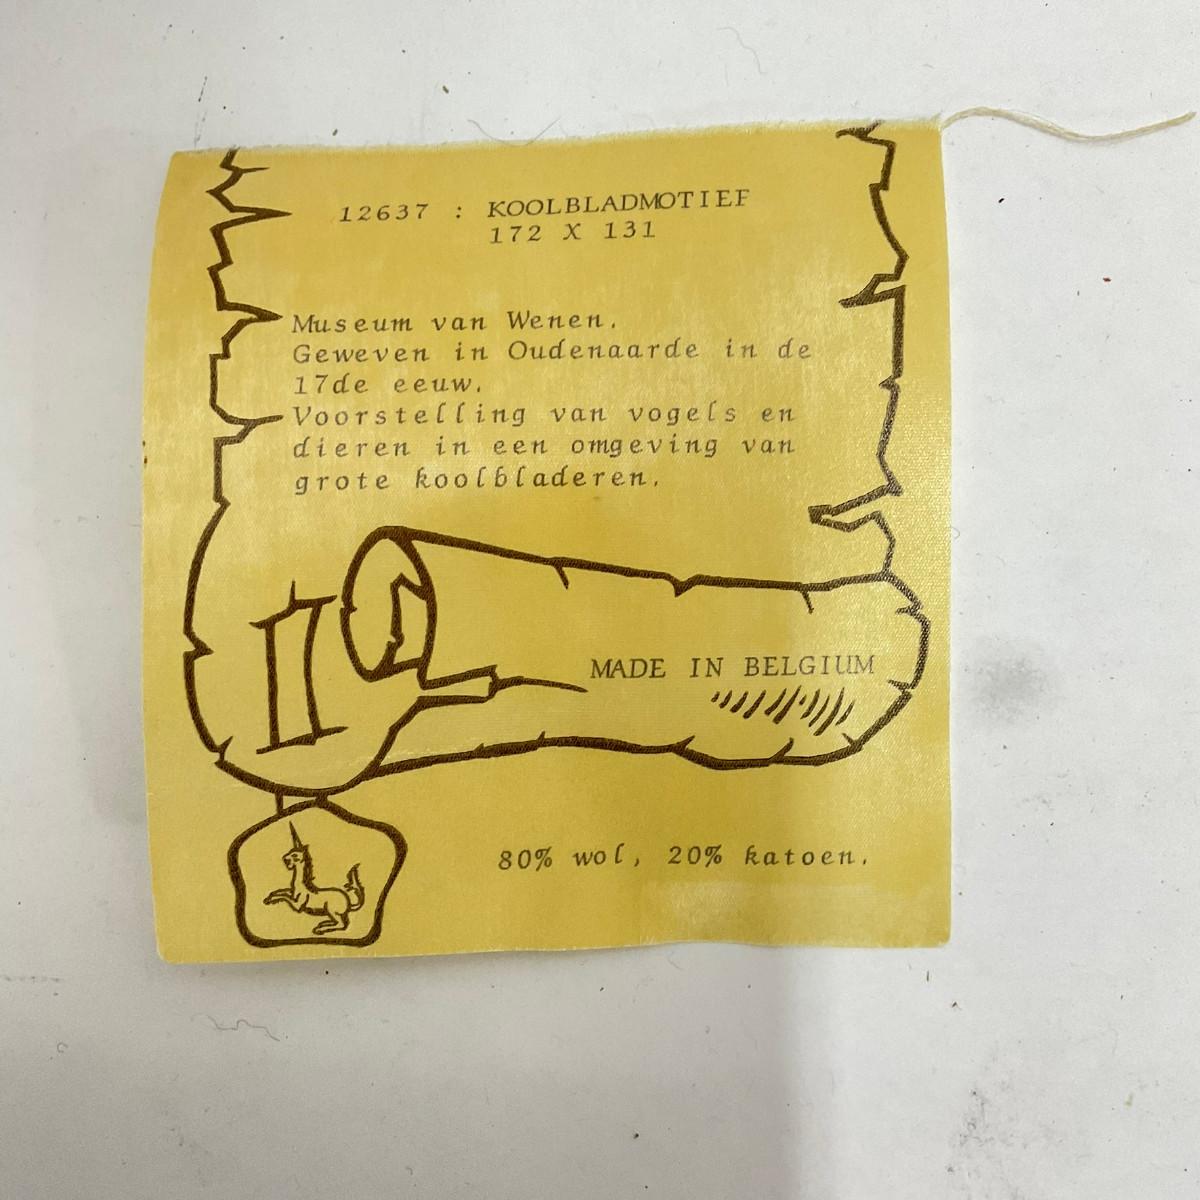 12637 : KOOLBLADMOTIEF
172 X 131
Museum van Wenen.
Geweven in Oudenaarde in de
17de eeuw.
Voorstelling van vogels en
dieren in een omgeving van
grote koolbladeren.
MADE IN BELGIUM
80% wol, 20% katoen.